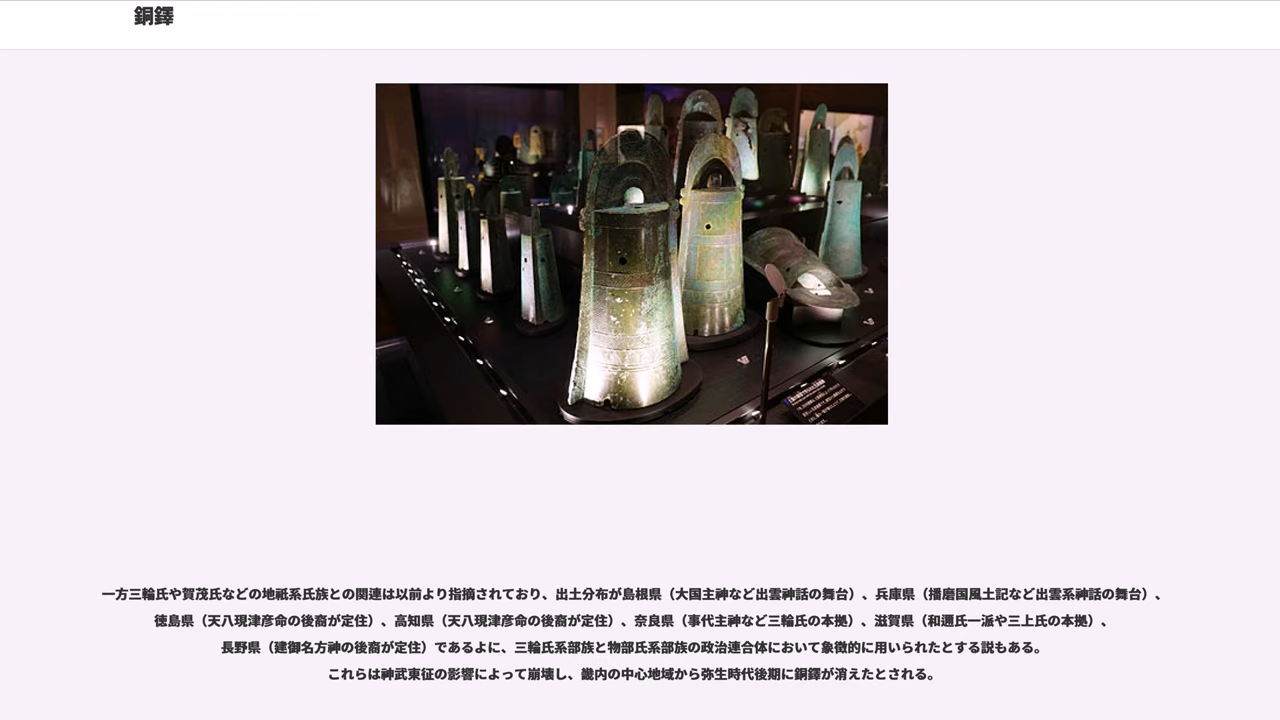 銅鐸
一方三輪氏や賀茂氏などの地祇系氏族との関連は以前より指摘されており、出土分布が島根県（大国主神など出雲神話の舞台）、兵庫県（播磨国風土記など出雲系神話の舞台）、
徳島県（天八現津彦命の後裔が定住）、高知県（天八現津彦命の後裔が定住）、奈良県（事代主神など三輪氏の本拠）、滋賀県（和邇氏一派や三上氏の本拠）、
長野県（建御名方神の後裔が定住）であるよに、三輪氏系部族と物部氏系部族の政治連合体において象徴的に用いられたとする説もある。
これらは神武東征の影響によって崩壊し、畿内の中心地域から弥生時代後期に銅鐸が消えたとされる。